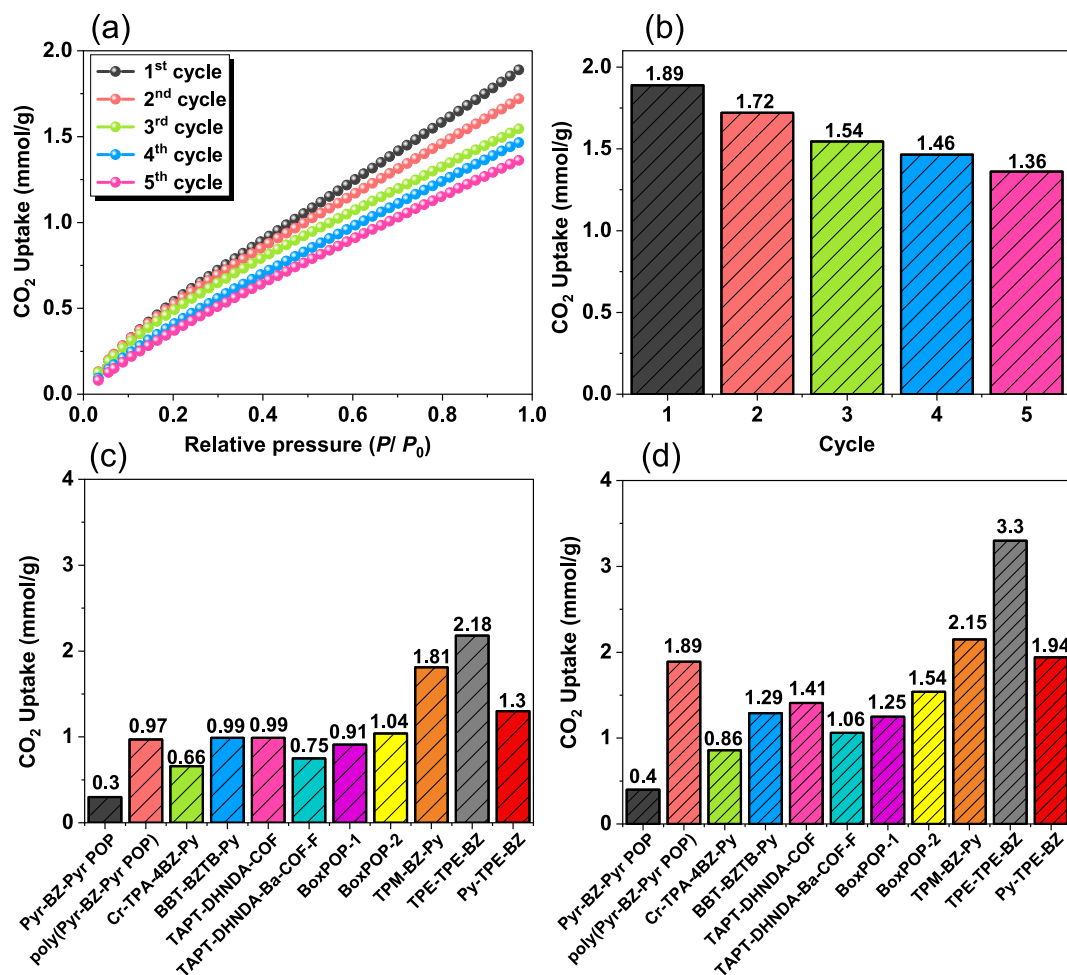 (a)
2.0
1.5
1.0
0.5
0.0
CO₂ Uptake (mmol/g)
1st cycle
2nd cycle
3rd cycle
4th cycle
5th cycle
0.0 0.2 0.4 0.6 0.8 1.0
Relative pressure (P/ P₀)
(b)
2.0
1.5
1.0
0.5
0.0
CO₂ Uptake (mmol/g)
1.89
1.72
1.54
1.46
1.36
1 2 3 4 5
Cycle
(c)
4
3
2
1
0
CO₂ Uptake (mmol/g)
0.3
0.97
0.66
0.99
0.99
0.75
0.91
1.04
1.81
2.18
1.3
Pyr-BZ-Pyr POP
poly(Pyr-BZ-Pyr POP)
Cr-TPA-4BZ-Py
BBT-BZTB-Py
TAPT-DHNDA-COF
TAPT-DHNDA-Ba-COF-F
BoxPOP-1
BoxPOP-2
TPM-BZ-Py
TPE-TPE-BZ
Py-TPE-BZ
(d)
4
3
2
1
0
CO₂ Uptake (mmol/g)
0.4
1.89
0.86
1.29
1.41
1.06
1.25
1.54
2.15
3.3
1.94
Pyr-BZ-Pyr POP
poly(Pyr-BZ-Pyr POP)
Cr-TPA-4BZ-Py
BBT-BZTB-Py
TAPT-DHNDA-COF
TAPT-DHNDA-Ba-COF-F
BoxPOP-1
BoxPOP-2
TPM-BZ-Py
TPE-TPE-BZ
Py-TPE-BZ